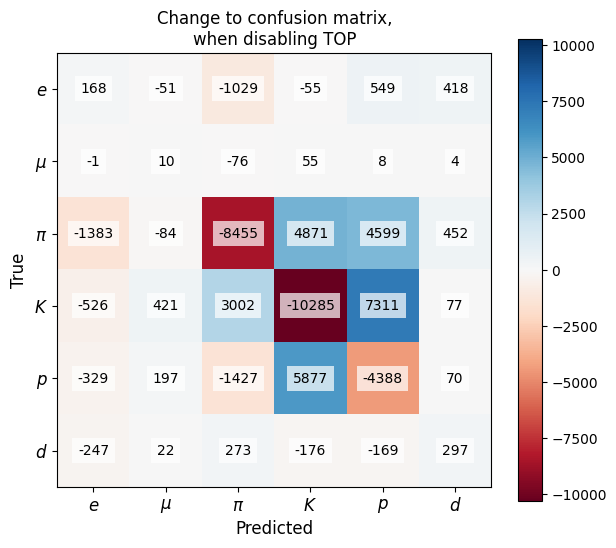 Change to confusion matrix,
when disabling TOP
e 168 -51 -1029 -55 549 418
μ -1 10 -76 55 8 4
π -1383 -84 -8455 4871 4599 452
K -526 421 3002 -10285 7311 77
p -329 197 -1427 5877 -4388 70
d -247 22 273 -176 -169 297
e μ π K p d
True
Predicted
10000
7500
5000
2500
0
−2500
−5000
−7500
−10000